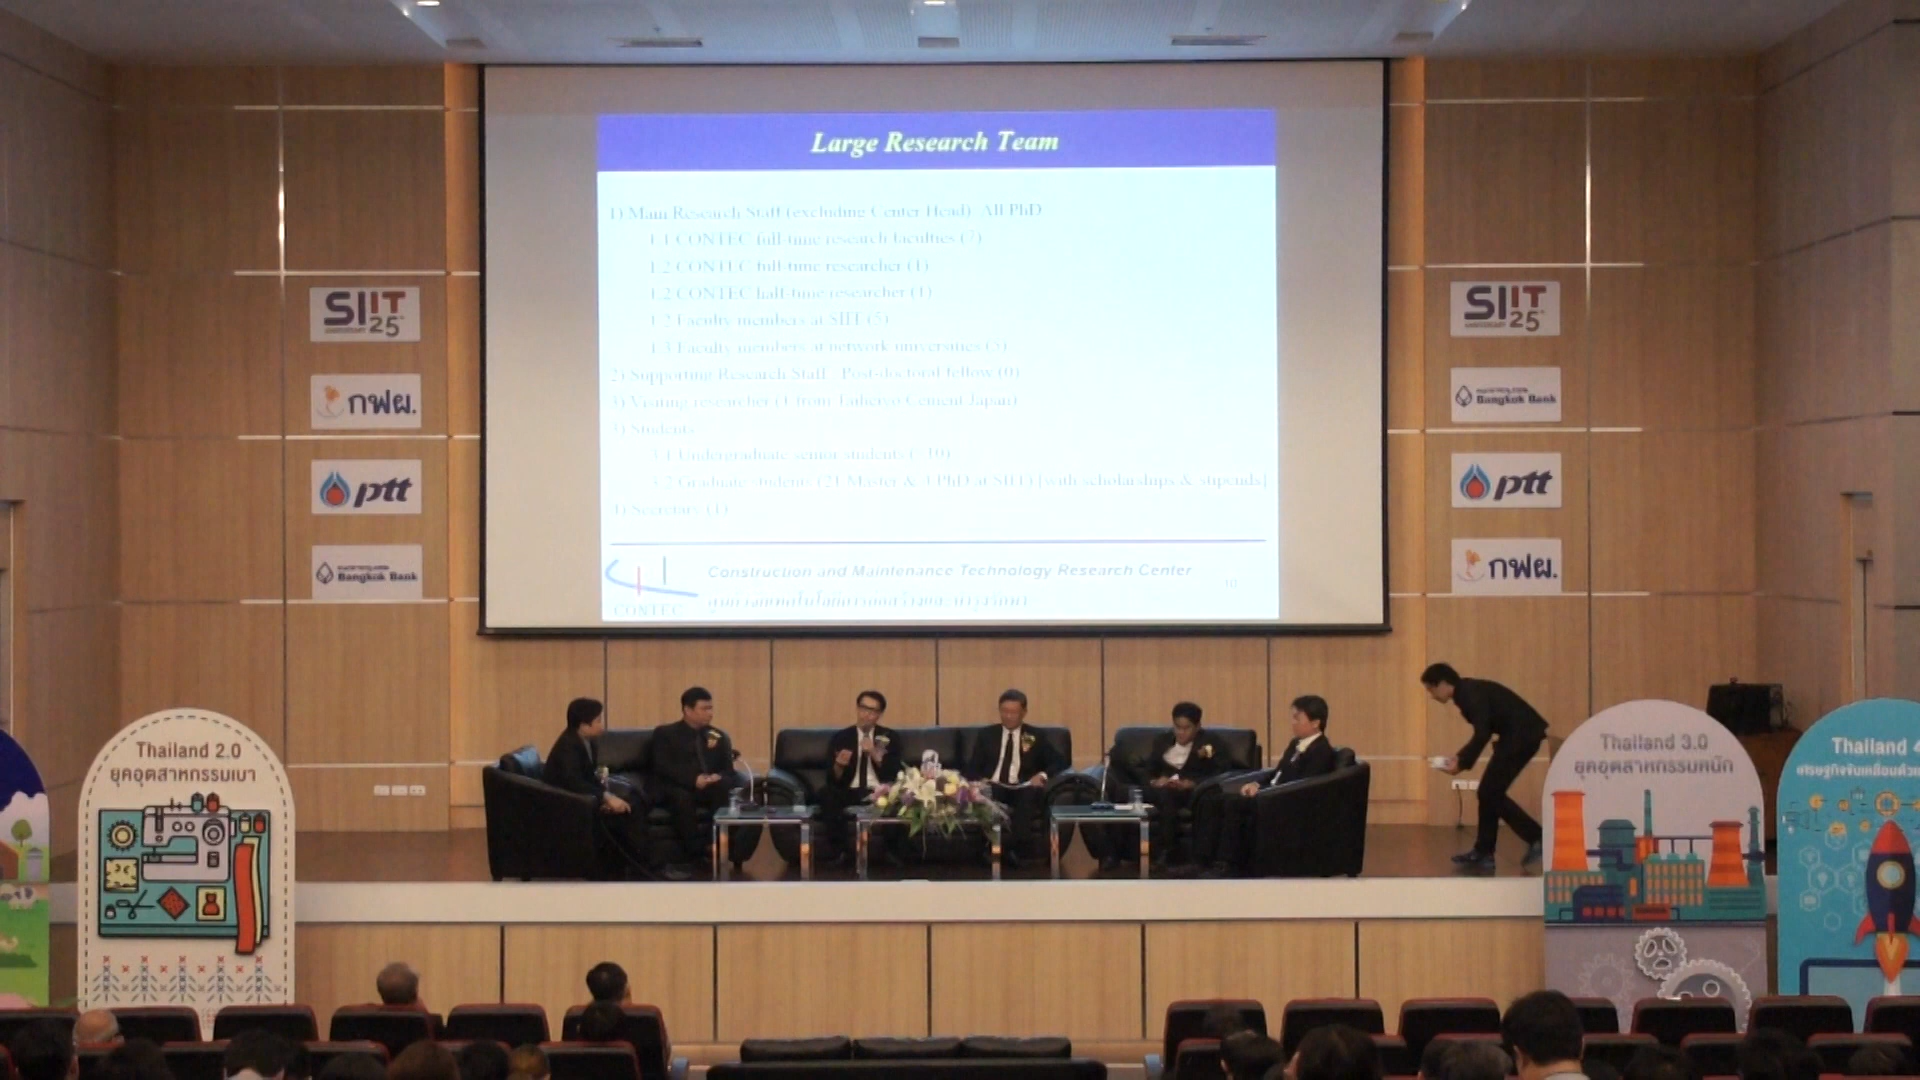 Large Research Team
1) Main Research Staff (excluding Center Head) All PhD
1.1 CONTEC full-time research faculties (7)
1.2 CONTEC full-time researcher (1)
1.2 CONTEC half-time researcher (1)
1.2 Faculty members at SIIT (5)
1.3 Faculty members at network universities (5)
2) Supporting Research Staff Post-doctoral fellow (0)
3) Visiting researcher (1 from Taiheiyo Cement Japan)
3) Students
3.1 Undergraduate senior students
3.2 Graduate students (21 Master & PhD at SIIT) [with scholarships & stipends]
4) Secretary (1)
Construction and Maintenance Technology Research Center
10
CONTEC
SIIT
25
กฟผ.
ptt
Bangkok Bank
SIIT
25
Bangkok Bank
ptt
กฟผ.
Thailand 2.0
ยุคอุตสาหกรรมเบา
Thailand 3.0
ยุคอุตสาหกรรมหนัก
Thailand